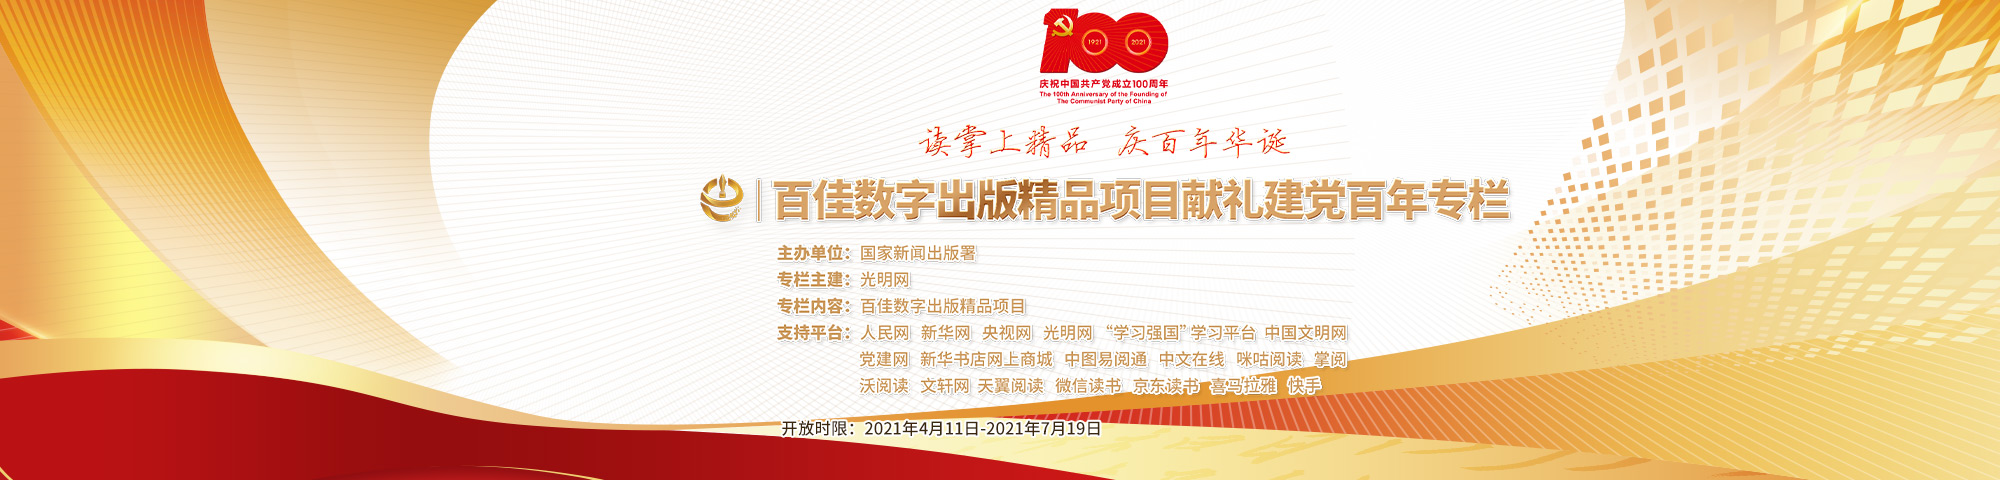 100
1921 2021
庆祝中国共产党成立100周年
The 100th Anniversary of the Founding of
The Communist Party of China
读掌上精品 庆百年华诞
百佳数字出版精品项目献礼建党百年专栏
主办单位：国家新闻出版署
专栏主建：光明网
专栏内容：百佳数字出版精品项目
支持平台：人民网 新华网 央视网 光明网 “学习强国”学习平台 中国文明网
党建网 新华书店网上商城 中图易阅通 中文在线 咪咕阅读 掌阅
沃阅读 文轩网 天翼阅读 微信读书 京东读书 喜马拉雅 快手
开放时限：2021年4月11日-2021年7月19日